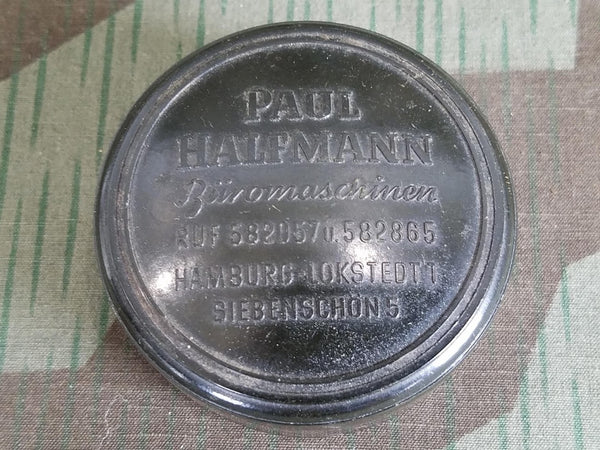 PAUL
HALFMANN
Büromaschinen
RUF 582057 u. 582865
HAMBURG-LOKSTEDT 1
SIEBENSCHÖN 5